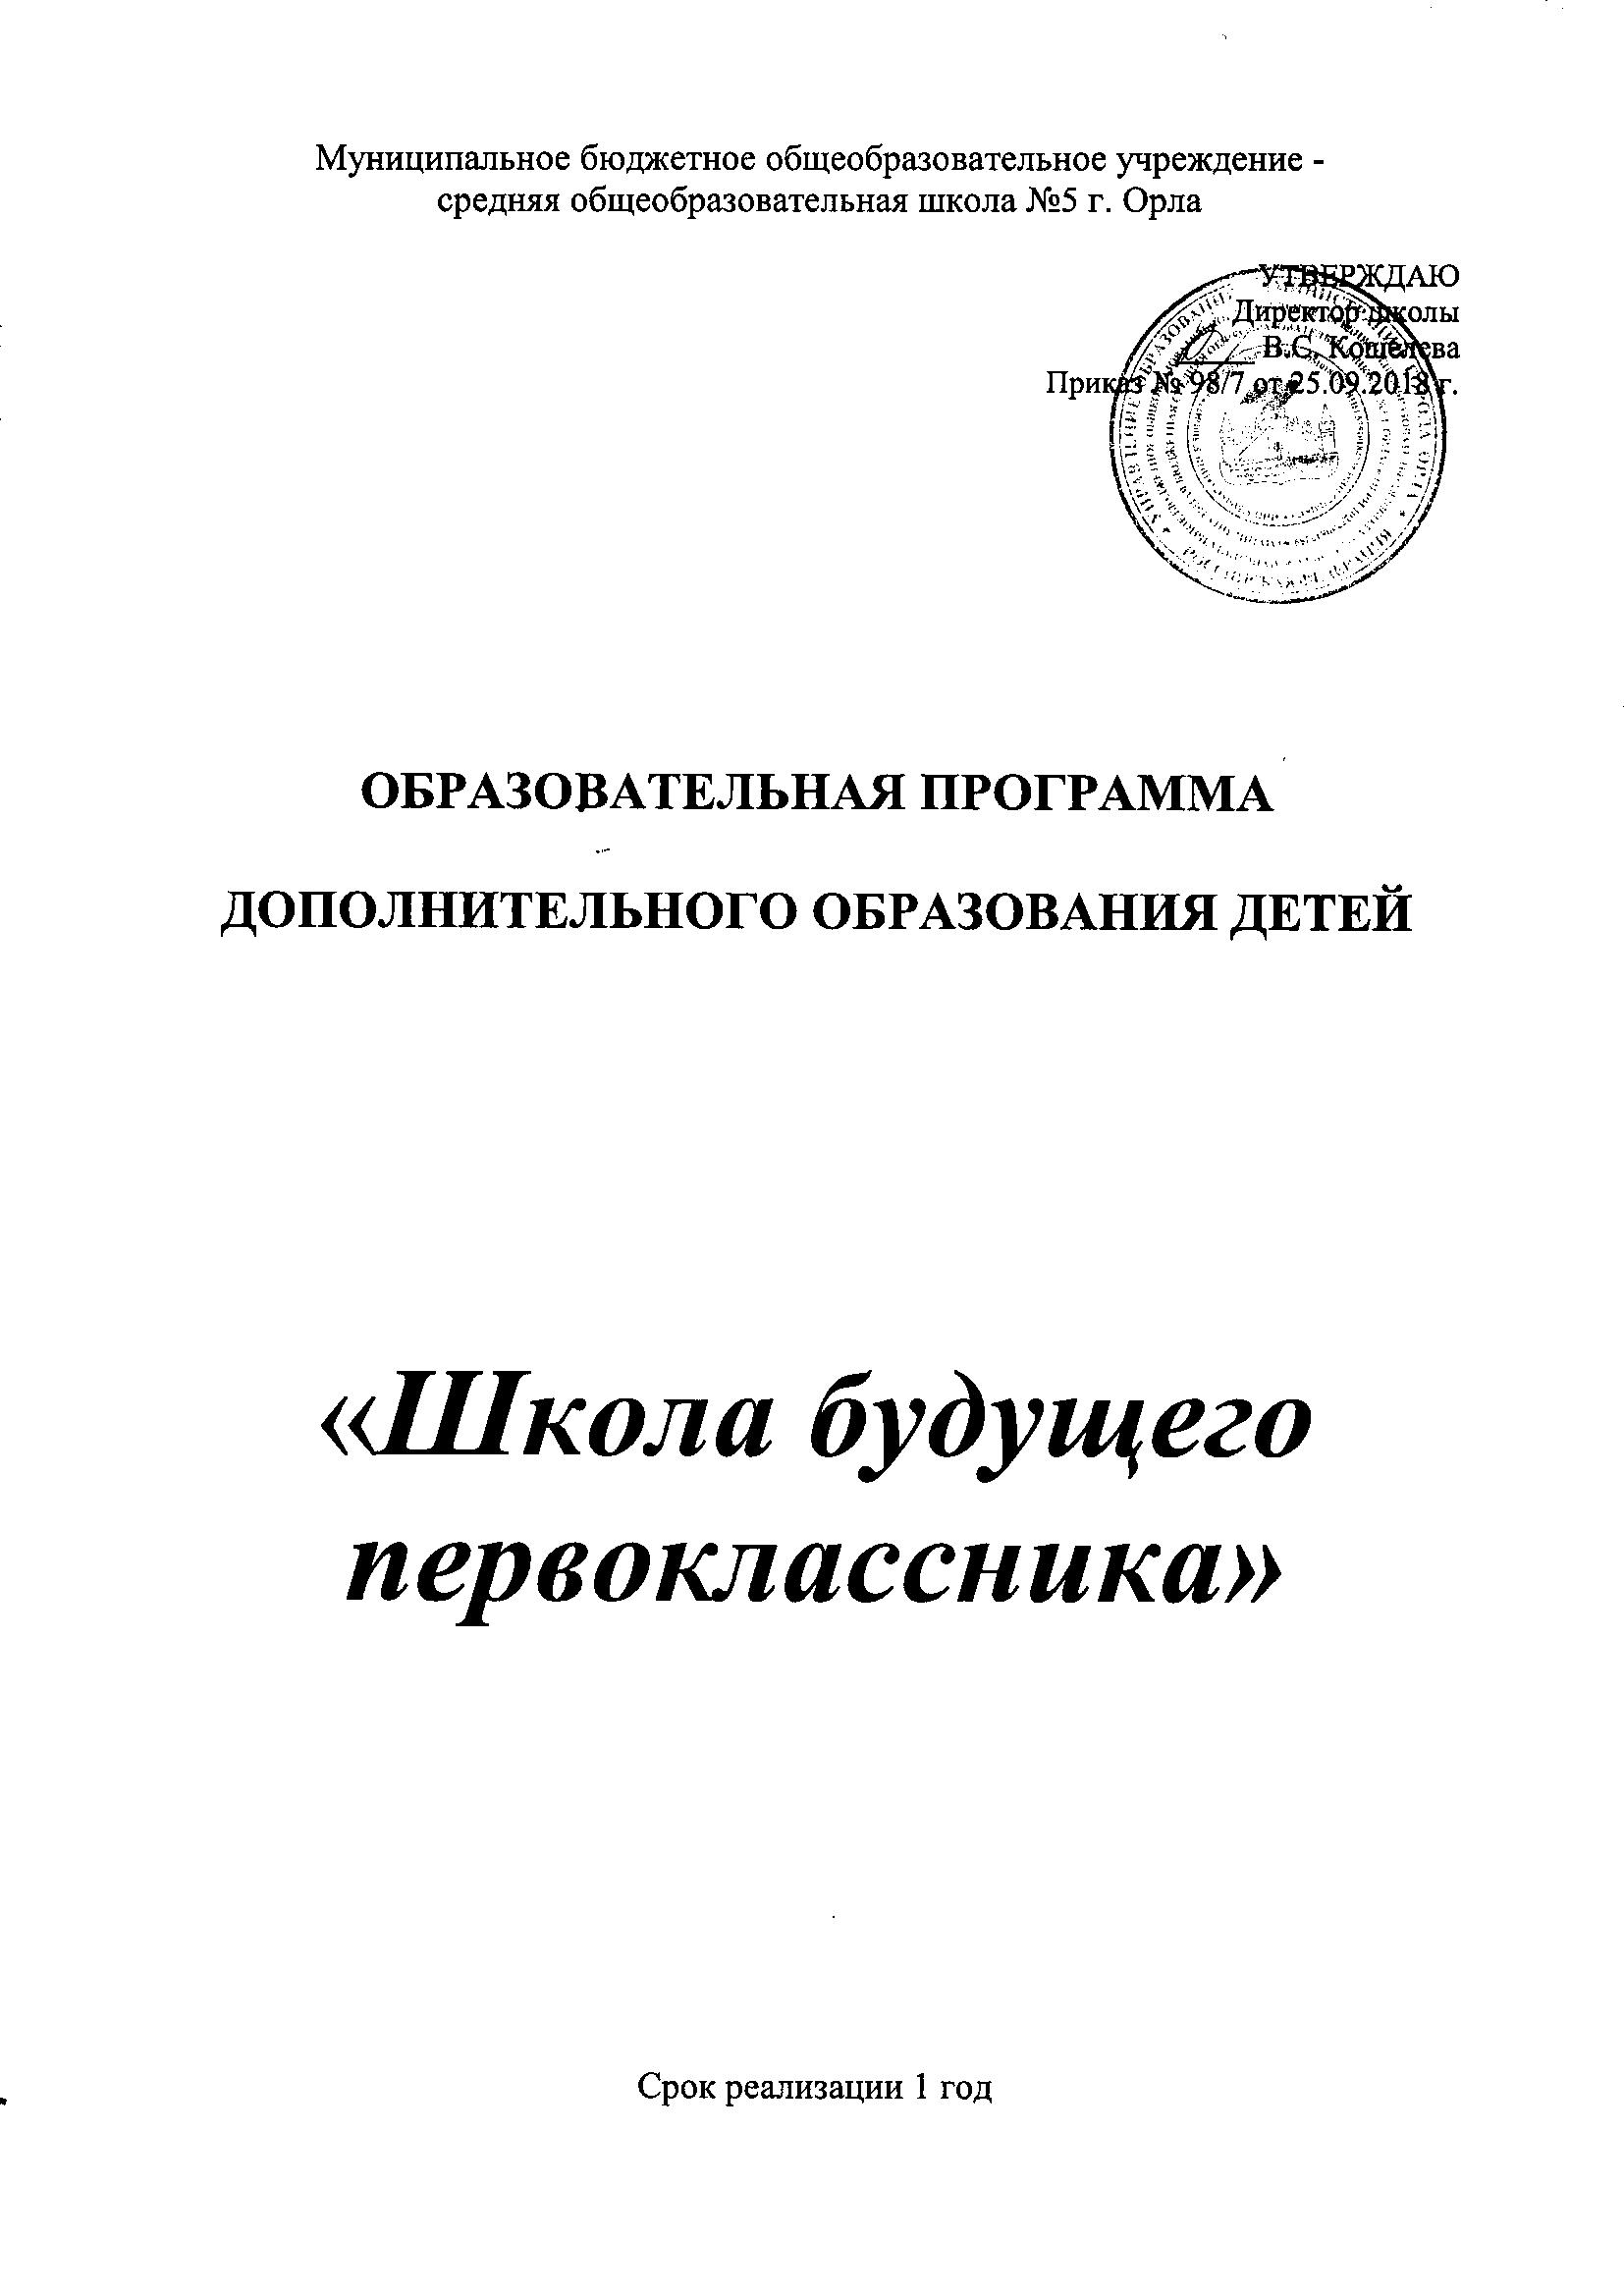 Муниципальное бюджетное общеобразовательное учреждение -
средняя общеобразовательная школа №5 г. Орла
УТВЕРЖДАЮ
Директор школы
В.С. Кошелева
Приказ № 98/7 от 25.09.2018 г.
ОБРАЗОВАТЕЛЬНАЯ ПРОГРАММА
ДОПОЛНИТЕЛЬНОГО ОБРАЗОВАНИЯ ДЕТЕЙ
«Школа будущего
первоклассника»
Срок реализации 1 год